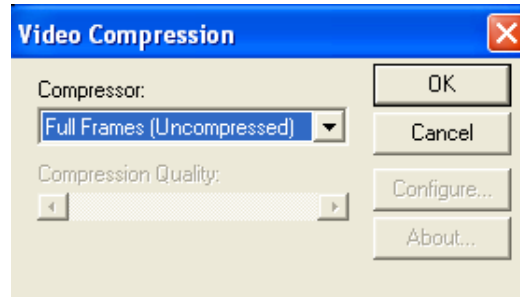 Video Compression
Compressor:
Full Frames (Uncompressed)
Compression Quality:
OK
Cancel
Configure...
About...